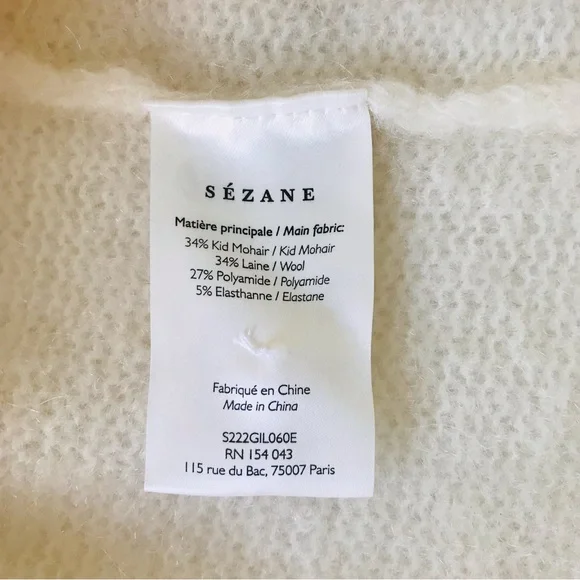 SÉZANE
Matière principale / Main fabric:
34% Kid Mohair / Kid Mohair
34% Laine / Wool
27% Polyamide / Polyamide
5% Elasthanne / Elastane
Fabriqué en Chine
Made in China
S222GIL060E
RN 154 043
115 rue du Bac, 75007 Paris